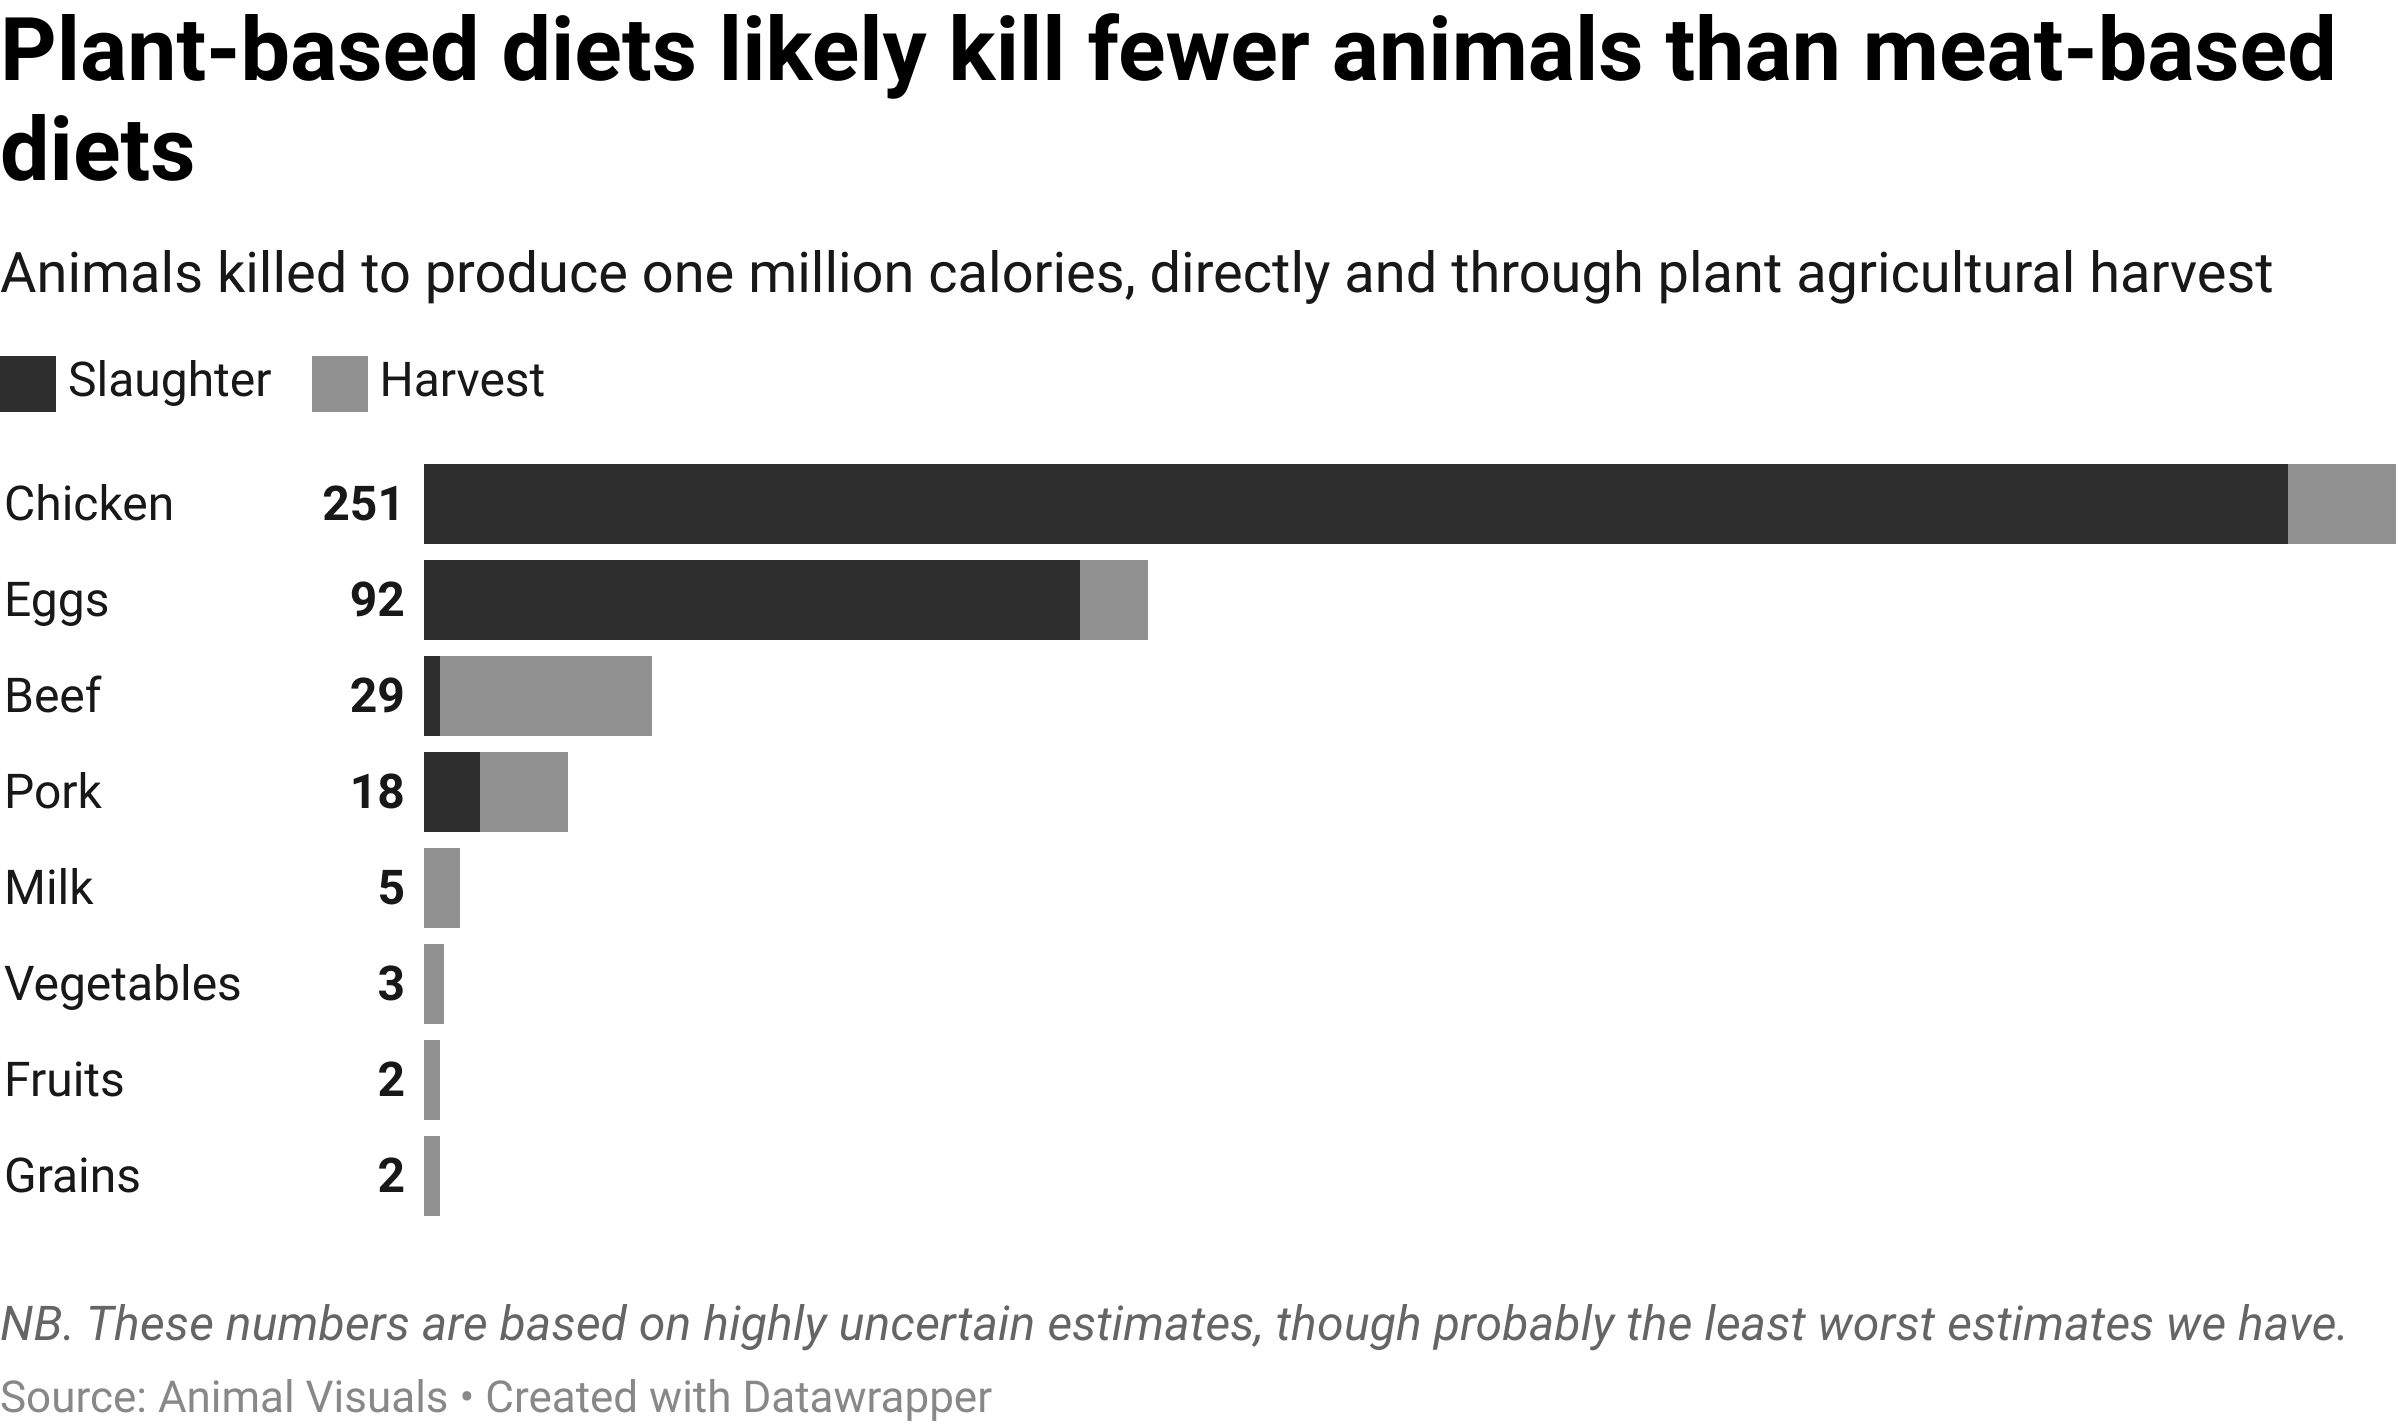 Plant-based diets likely kill fewer animals than meat-based
diets
Animals killed to produce one million calories, directly and through plant agricultural harvest
Slaughter Harvest
Chicken 251
Eggs 92
Beef 29
Pork 18
Milk 5
Vegetables 3
Fruits 2
Grains 2
NB. These numbers are based on highly uncertain estimates, though probably the least worst estimates we have.
Source: Animal Visuals • Created with Datawrapper